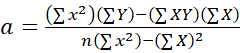 a = (∑ x²)(∑ Y)−(∑ XY)(∑ X) / n(∑ x²)−(∑ X)²